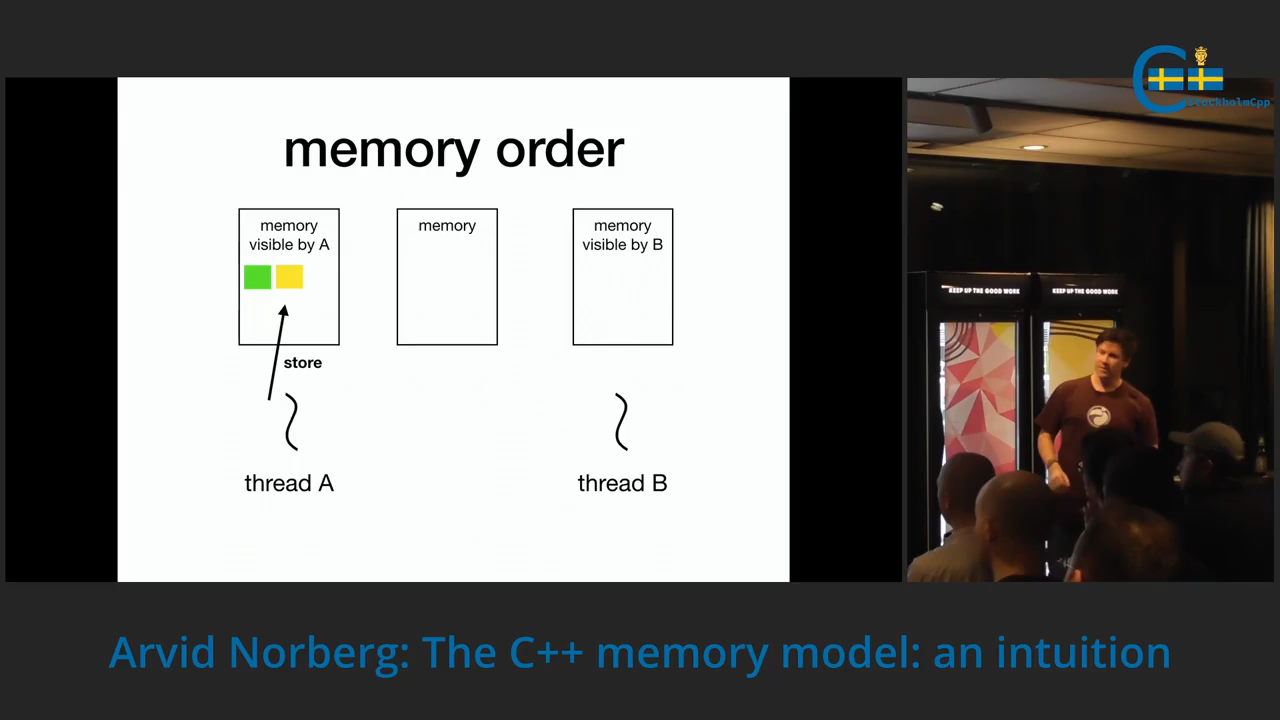 StockholmCpp
memory order
memory
visible by A
memory
memory
visible by B
store
thread A
thread B
KEEP UP THE GOOD WORK
KEEP UP THE GOOD WORK
Arvid Norberg: The C++ memory model: an intuition